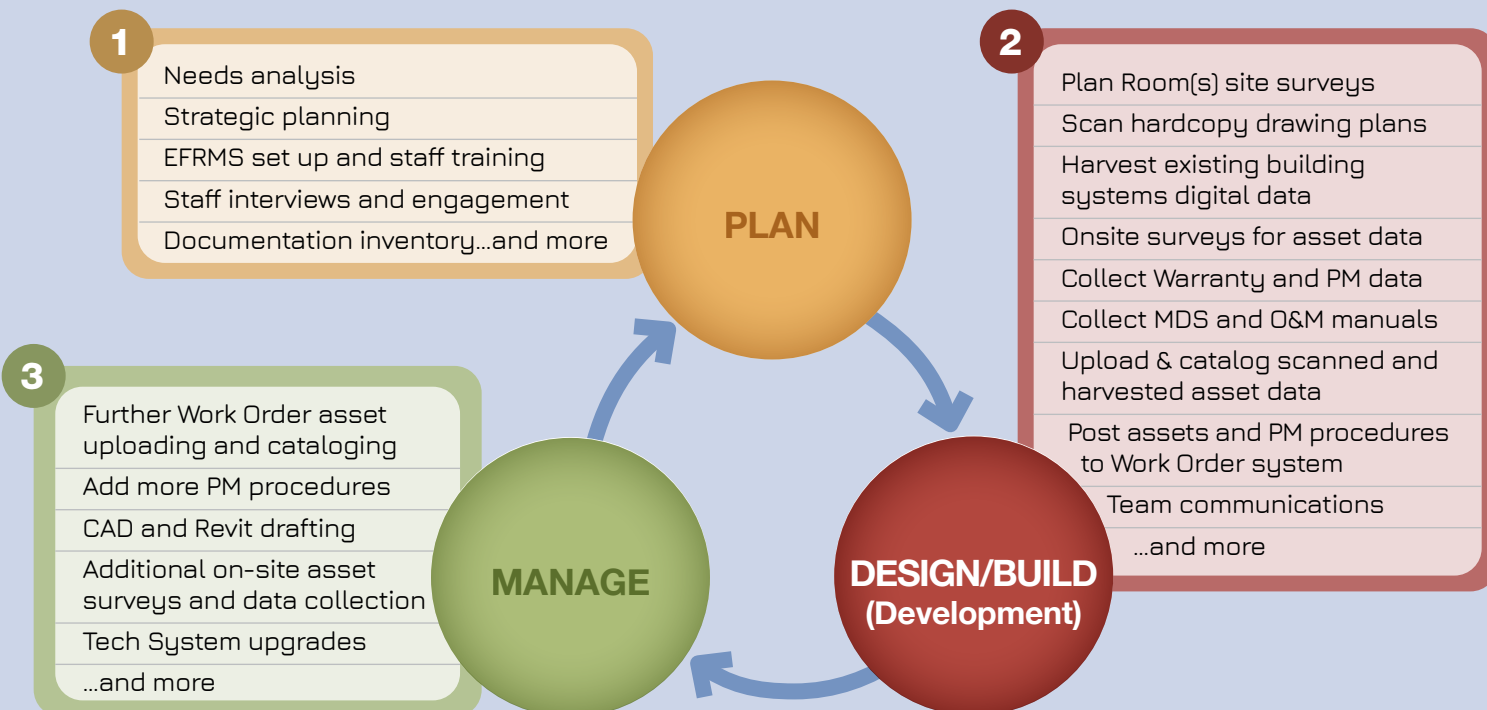 1
Needs analysis
Strategic planning
EFRMS set up and staff training
Staff interviews and engagement
Documentation inventory...and more
PLAN
2
Plan Room(s) site surveys
Scan hardcopy drawing plans
Harvest existing building
systems digital data
Onsite surveys for asset data
Collect Warranty and PM data
Collect MDS and O&M manuals
Upload & catalog scanned and
harvested asset data
Post assets and PM procedures
to Work Order system
Team communications
...and more
DESIGN/BUILD
(Development)
3
Further Work Order asset
uploading and cataloging
Add more PM procedures
CAD and Revit drafting
Additional on-site asset
surveys and data collection
Tech System upgrades
...and more
MANAGE